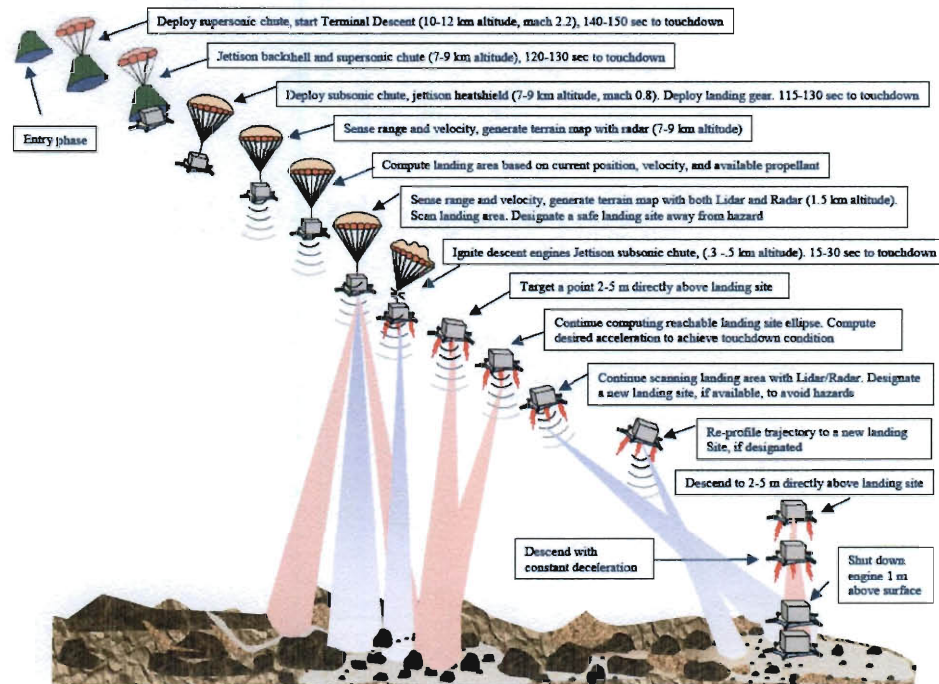 Deploy supersonic chute, start Terminal Descent (10-12 km altitude, mach 2.2), 140-150 sec to touchdown
Jettison backshell and supersonic chute (7-9 km altitude), 120-130 sec to touchdown
Deploy subsonic chute, jettison heatshield (7-9 km altitude, mach 0.8). Deploy landing gear. 115-130 sec to touchdown
Entry phase
Sense range and velocity, generate terrain map with radar (7-9 km altitude)
Compute landing area based on current position, velocity, and available propellant
Sense range and velocity, generate terrain map with both Lidar and Radar (1.5 km altitude).
Scan landing area. Designate a safe landing site away from hazard
Ignite descent engines Jettison subsonic chute, (.3 -.5 km altitude). 15-30 sec to touchdown
Target a point 2-5 m directly above landing site
Continue computing reachable landing site ellipse. Compute
desired acceleration to achieve touchdown condition
Continue scanning landing area with Lidar/Radar. Designate
a new landing site, if available, to avoid hazards
Re-profile trajectory to a new landing
Site, if designated
Descend to 2-5 m directly above landing site
Descend with
constant deceleration
Shut down
engine 1 m
above surface